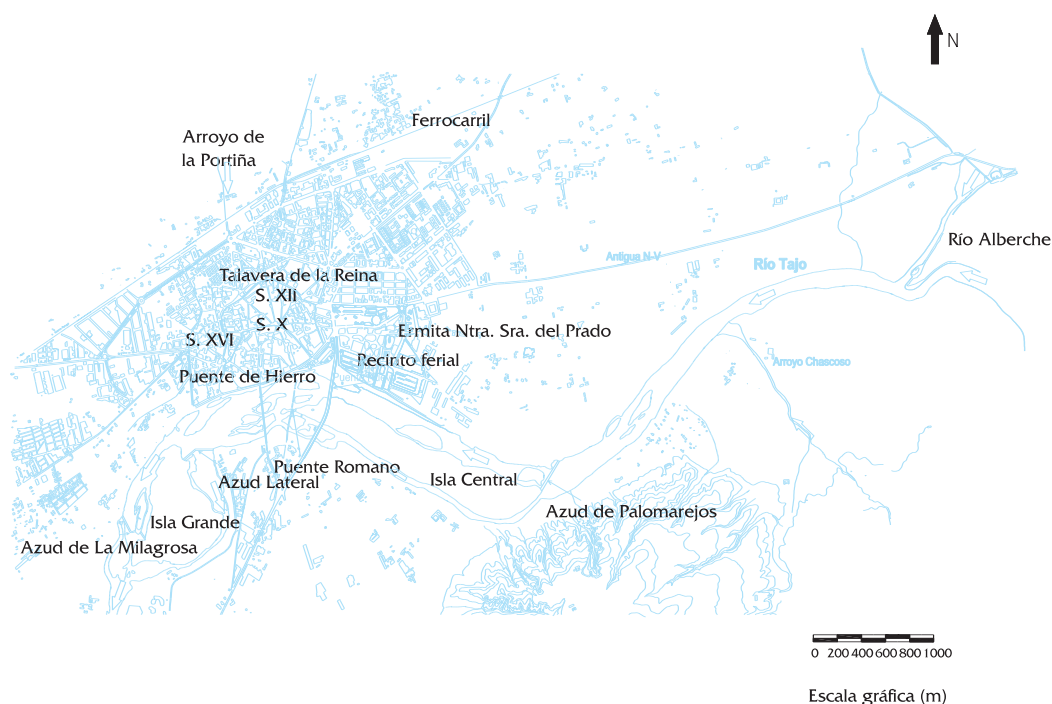 N
Ferrocarril
Arroyo de
la Portiña
Río Alberche
Antigua N-V
Río Tajo
Talavera de la Reina
S. XII
S. X
S. XVI
Ermita Ntra. Sra. del Prado
Recinto ferial
Arroyo Chascoso
Puente de Hierro
Puente Romano
Azud Lateral
Isla Central
Isla Grande
Azud de Palomarejos
Azud de La Milagrosa
0 200 400 600 800 1000
Escala gráfica (m)